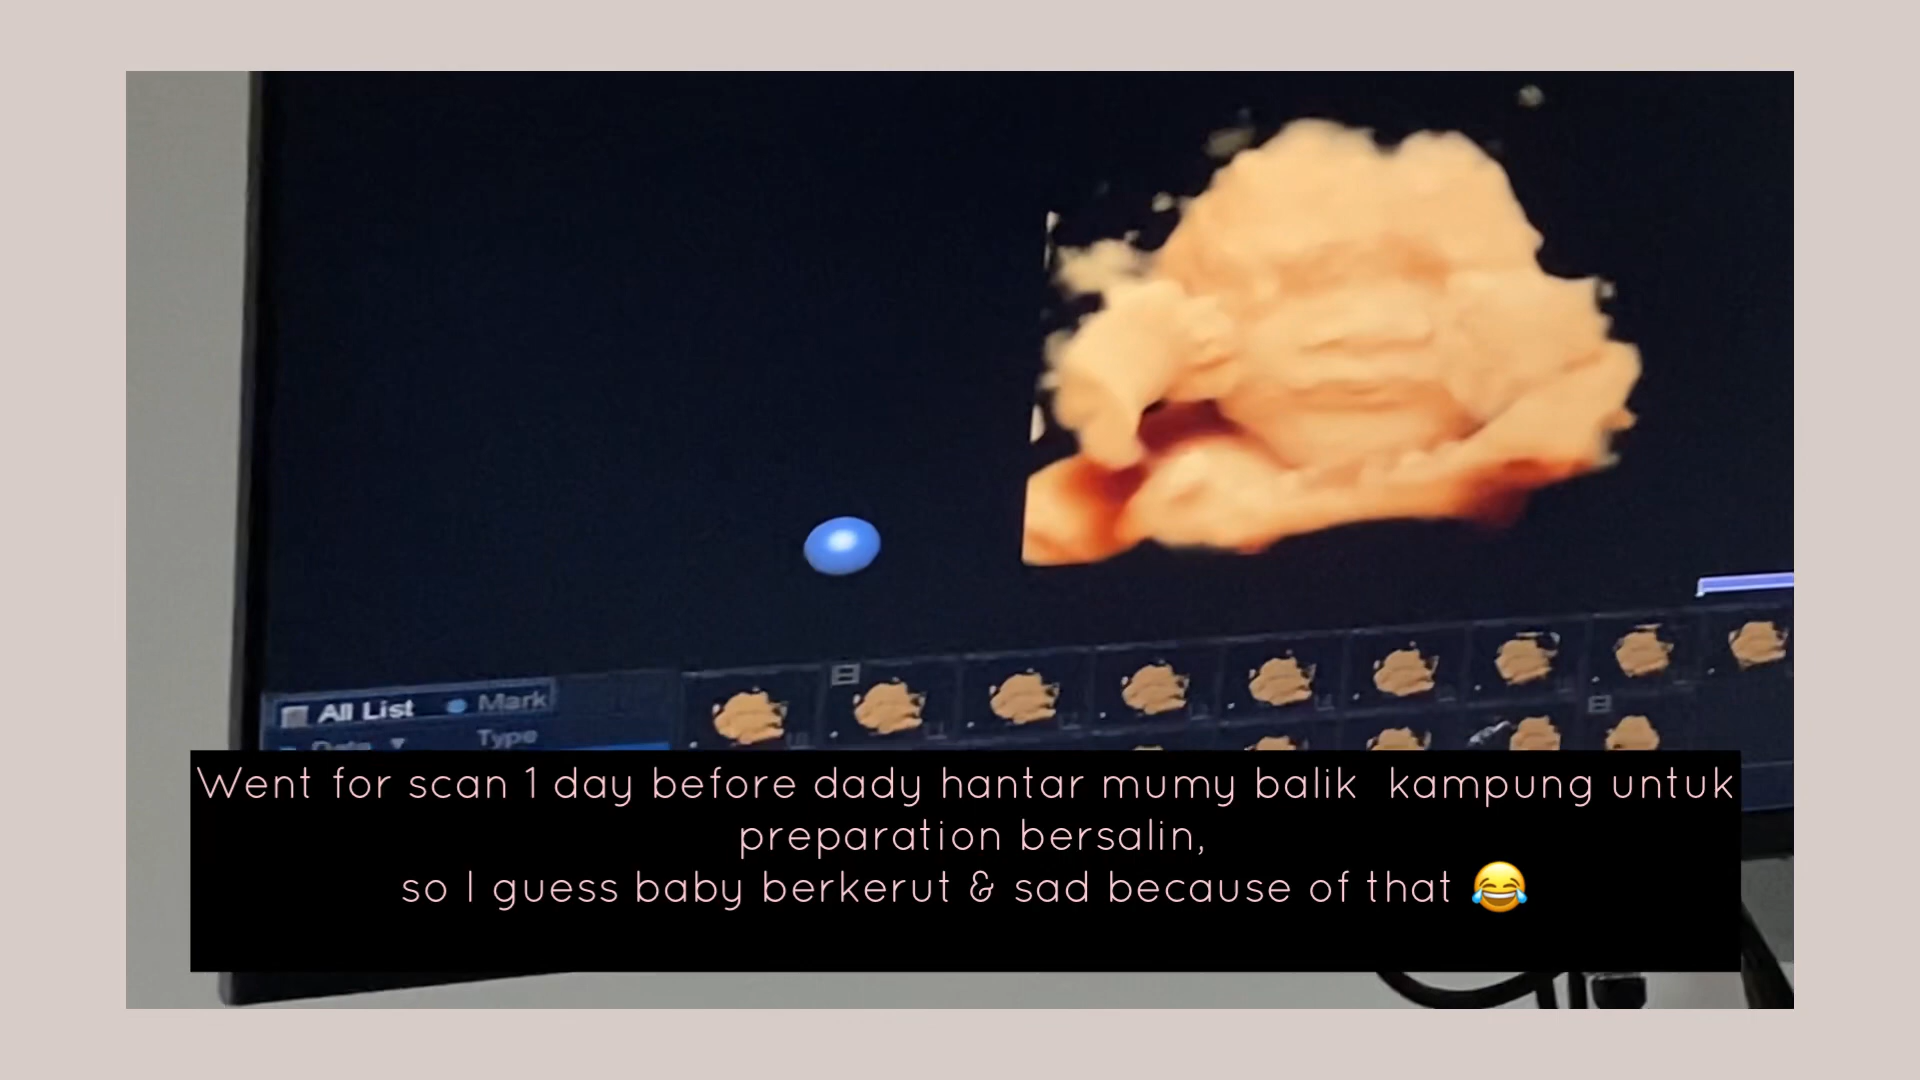 All List Mark
Date Type
Went for scan 1 day before dady hantar mumy balik kampung untuk
preparation bersalin,
so I guess baby berkerut & sad because of that 😂